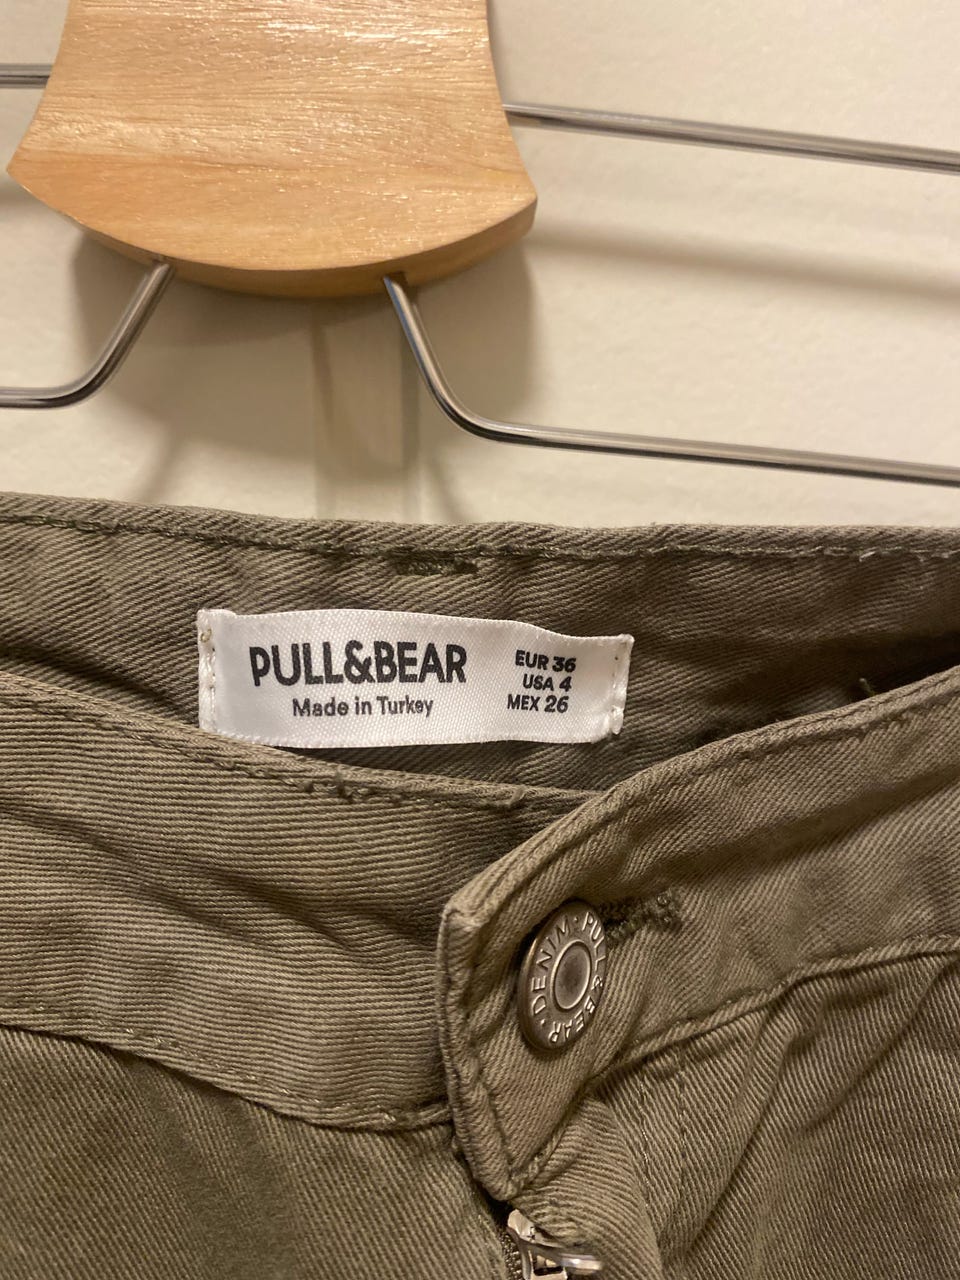 PULL&BEAR
Made in Turkey
EUR 36
USA 4
MEX 26
DENIM · PULL & BEAR ·